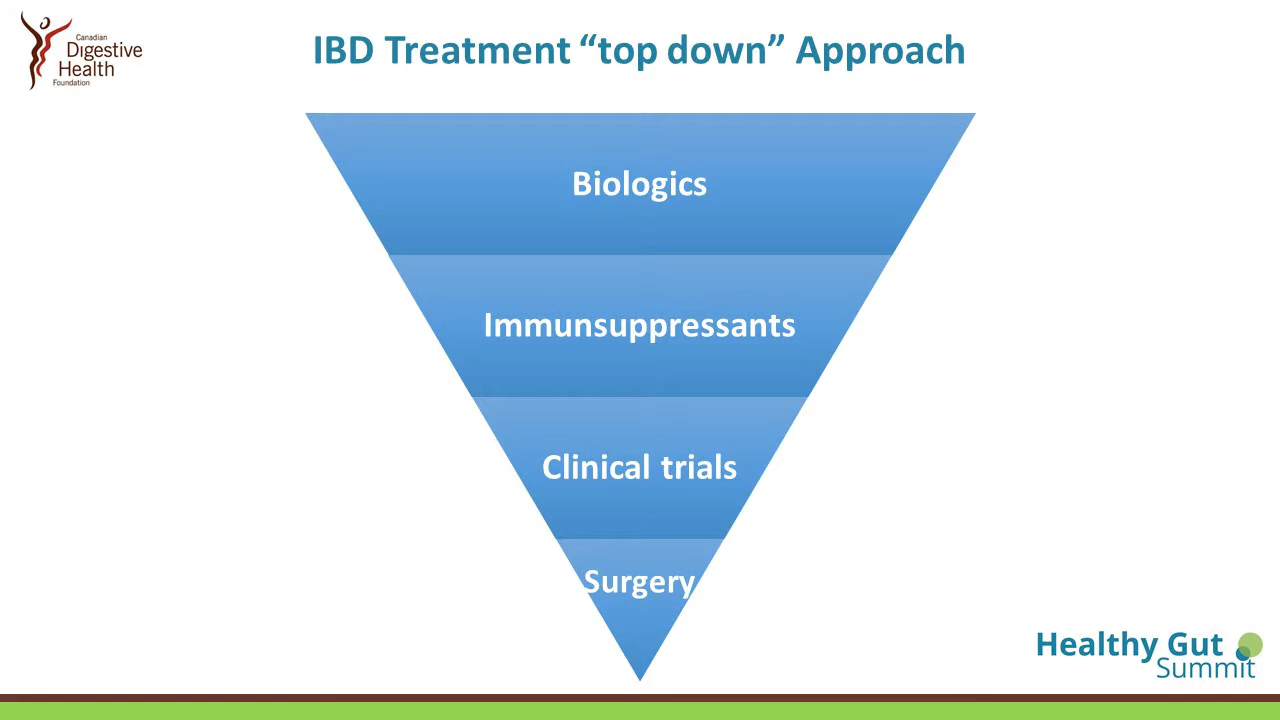 Canadian
Digestive
Health
Foundation
IBD Treatment “top down” Approach
Biologics
Immunsuppressants
Clinical trials
Surgery
Healthy Gut
Summit